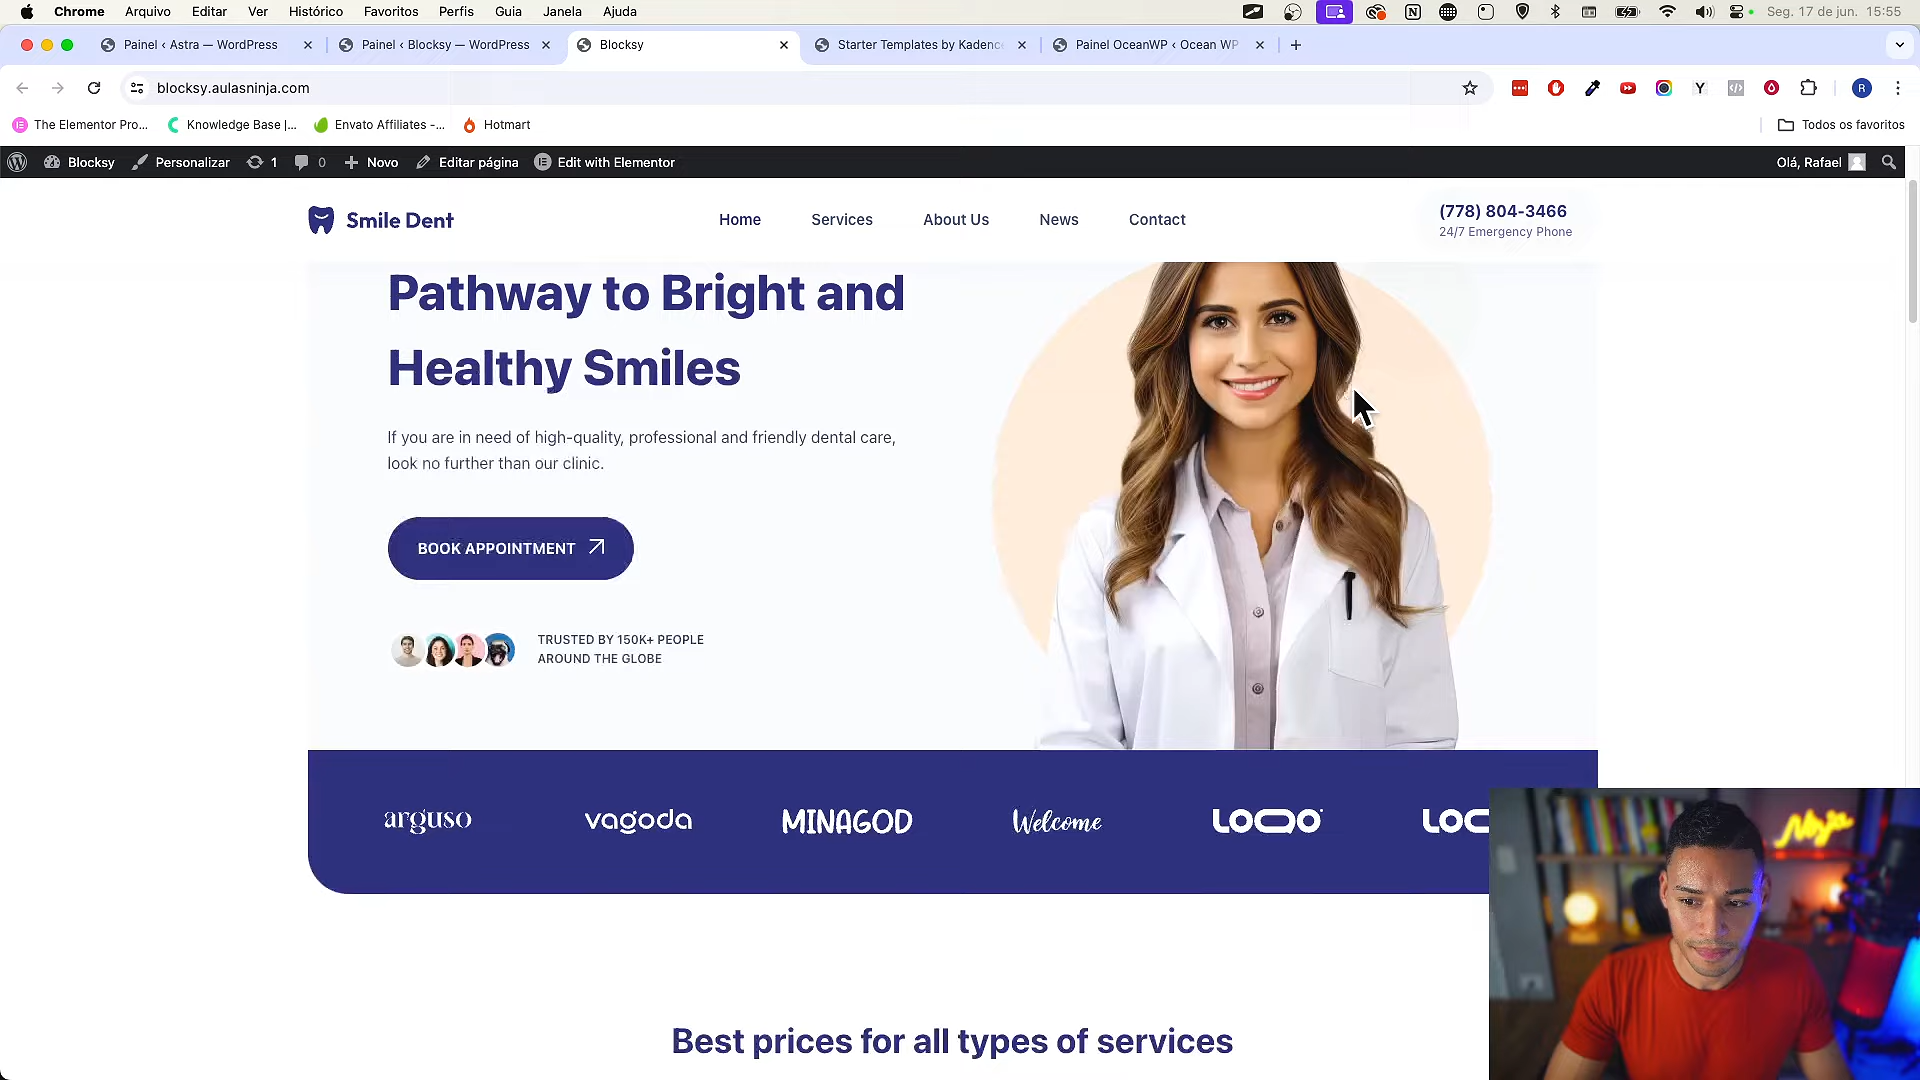 Chrome Arquivo Editar Ver Histórico Favoritos Perfis Guia Janela Ajuda Seg. 17 de jun. 15:55
Painel ‹ Astra — WordPress Painel ‹ Blocksy — WordPress Blocksy Starter Templates by Kadence Painel OceanWP ‹ Ocean WP
blocksy.aulasninja.com
The Elementor Pro... Knowledge Base |... Envato Affiliates -... Hotmart Todos os favoritos
Blocksy Personalizar 1 0 Novo Editar página Edit with Elementor Olá, Rafael
Smile Dent Home Services About Us News Contact (778) 804-3466
24/7 Emergency Phone
Pathway to Bright and
Healthy Smiles
If you are in need of high-quality, professional and friendly dental care,
look no further than our clinic.
BOOK APPOINTMENT
TRUSTED BY 150K+ PEOPLE
AROUND THE GLOBE
arguso vagoda MINAGOD Welcome LOQO LOC
Ninja
Best prices for all types of services